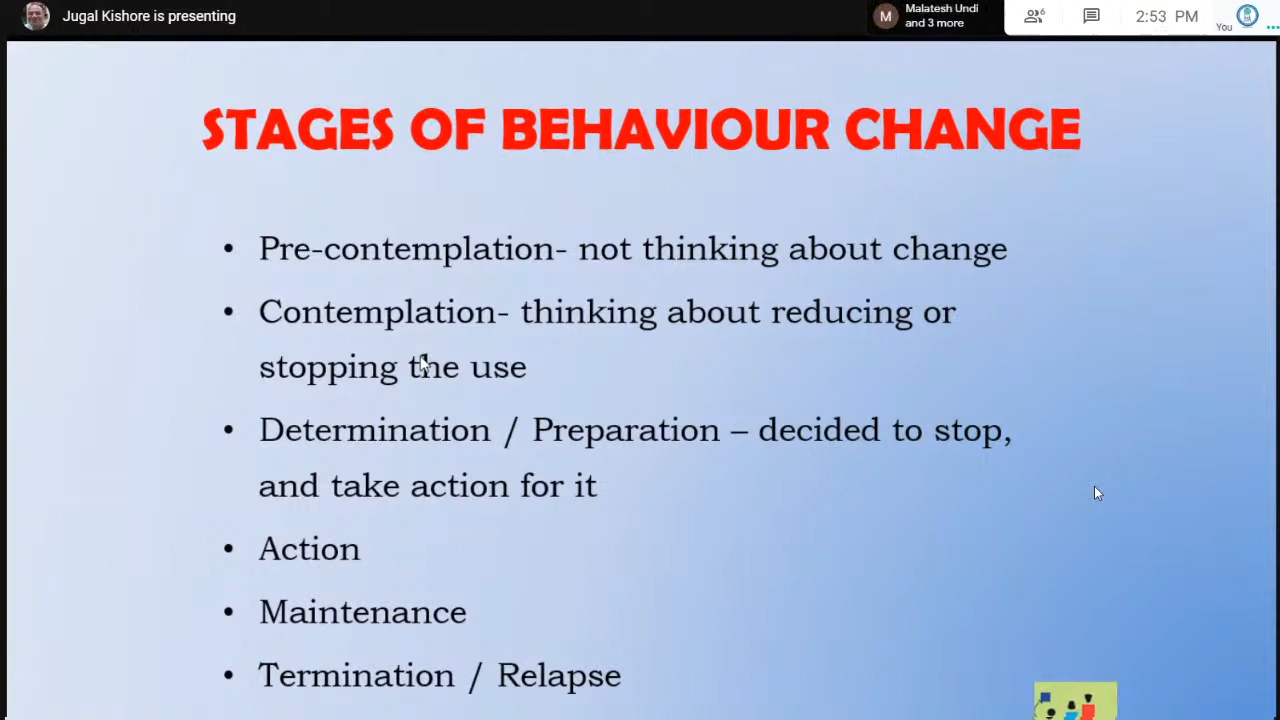 Jugal Kishore is presenting
M
Malatesh Undi
and 3 more
6
2:53 PM
You
STAGES OF BEHAVIOUR CHANGE
• Pre-contemplation- not thinking about change
• Contemplation- thinking about reducing or
stopping the use
• Determination / Preparation – decided to stop,
and take action for it
• Action
• Maintenance
• Termination / Relapse